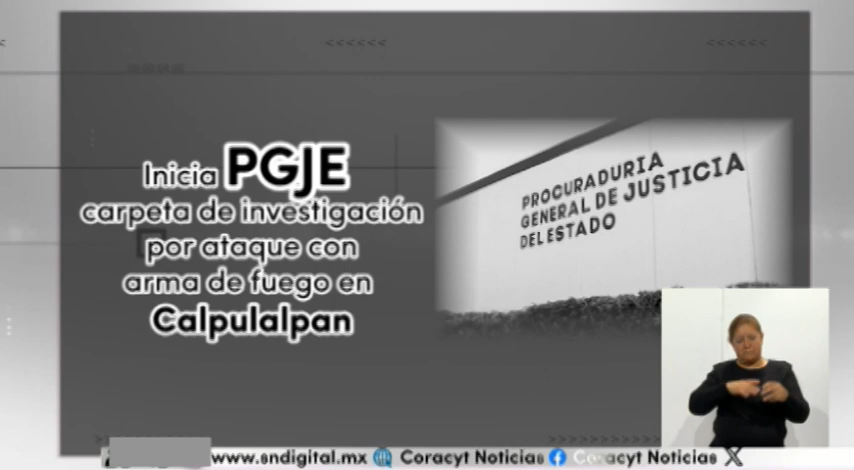 Inicia PGJE
carpeta de investigación
por ataque con
arma de fuego en
Calpulalpan
PROCURADURIA
GENERAL DE JUSTICIA
DEL ESTADO
www.sndigital.mx Coracyt Noticias Coracyt Noticias